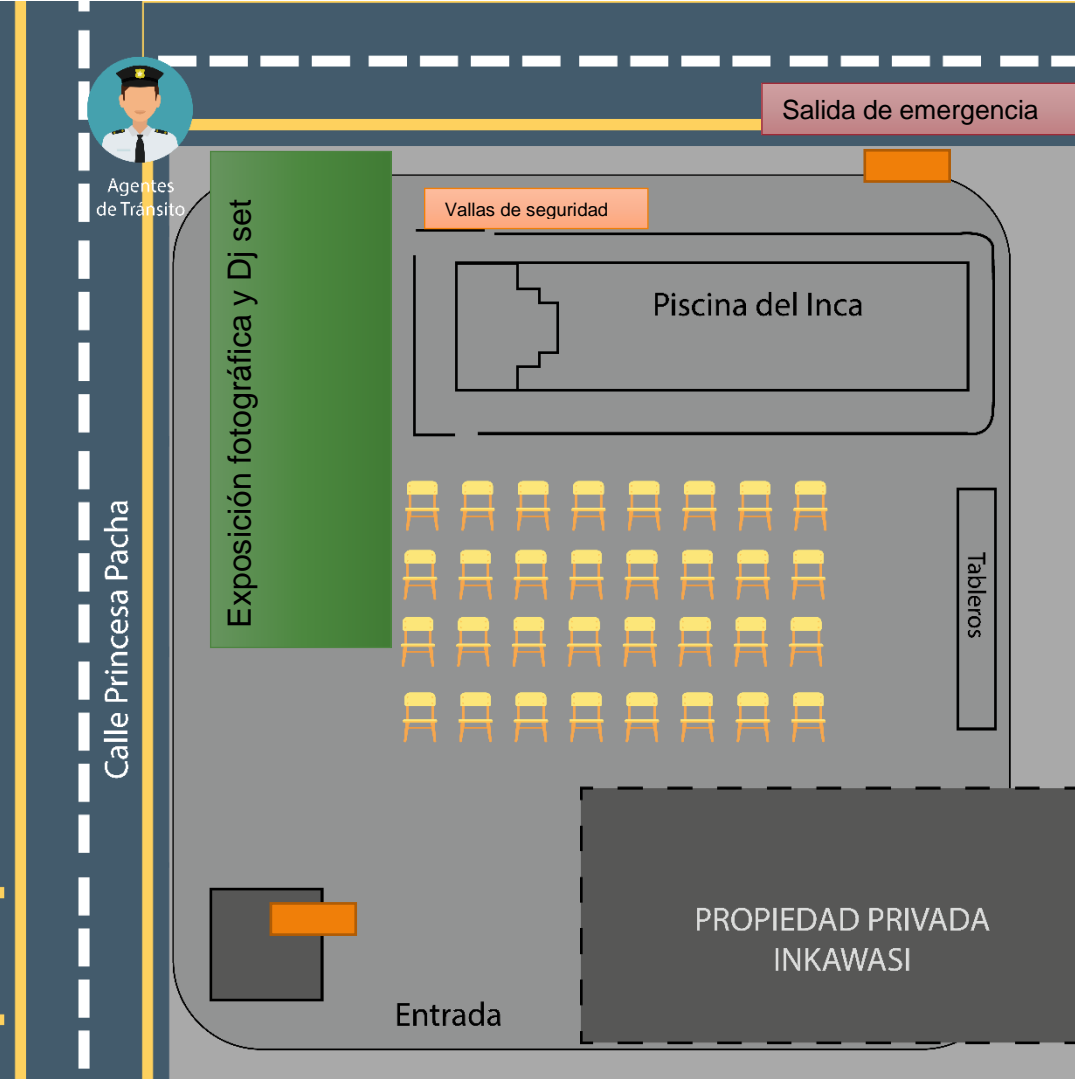 Salida de emergencia
Agentes
de Tránsito
Vallas de seguridad
Exposición fotográfica y Dj set
Piscina del Inca
Calle Princesa Pacha
Tableros
PROPIEDAD PRIVADA
INKAWASI
Entrada